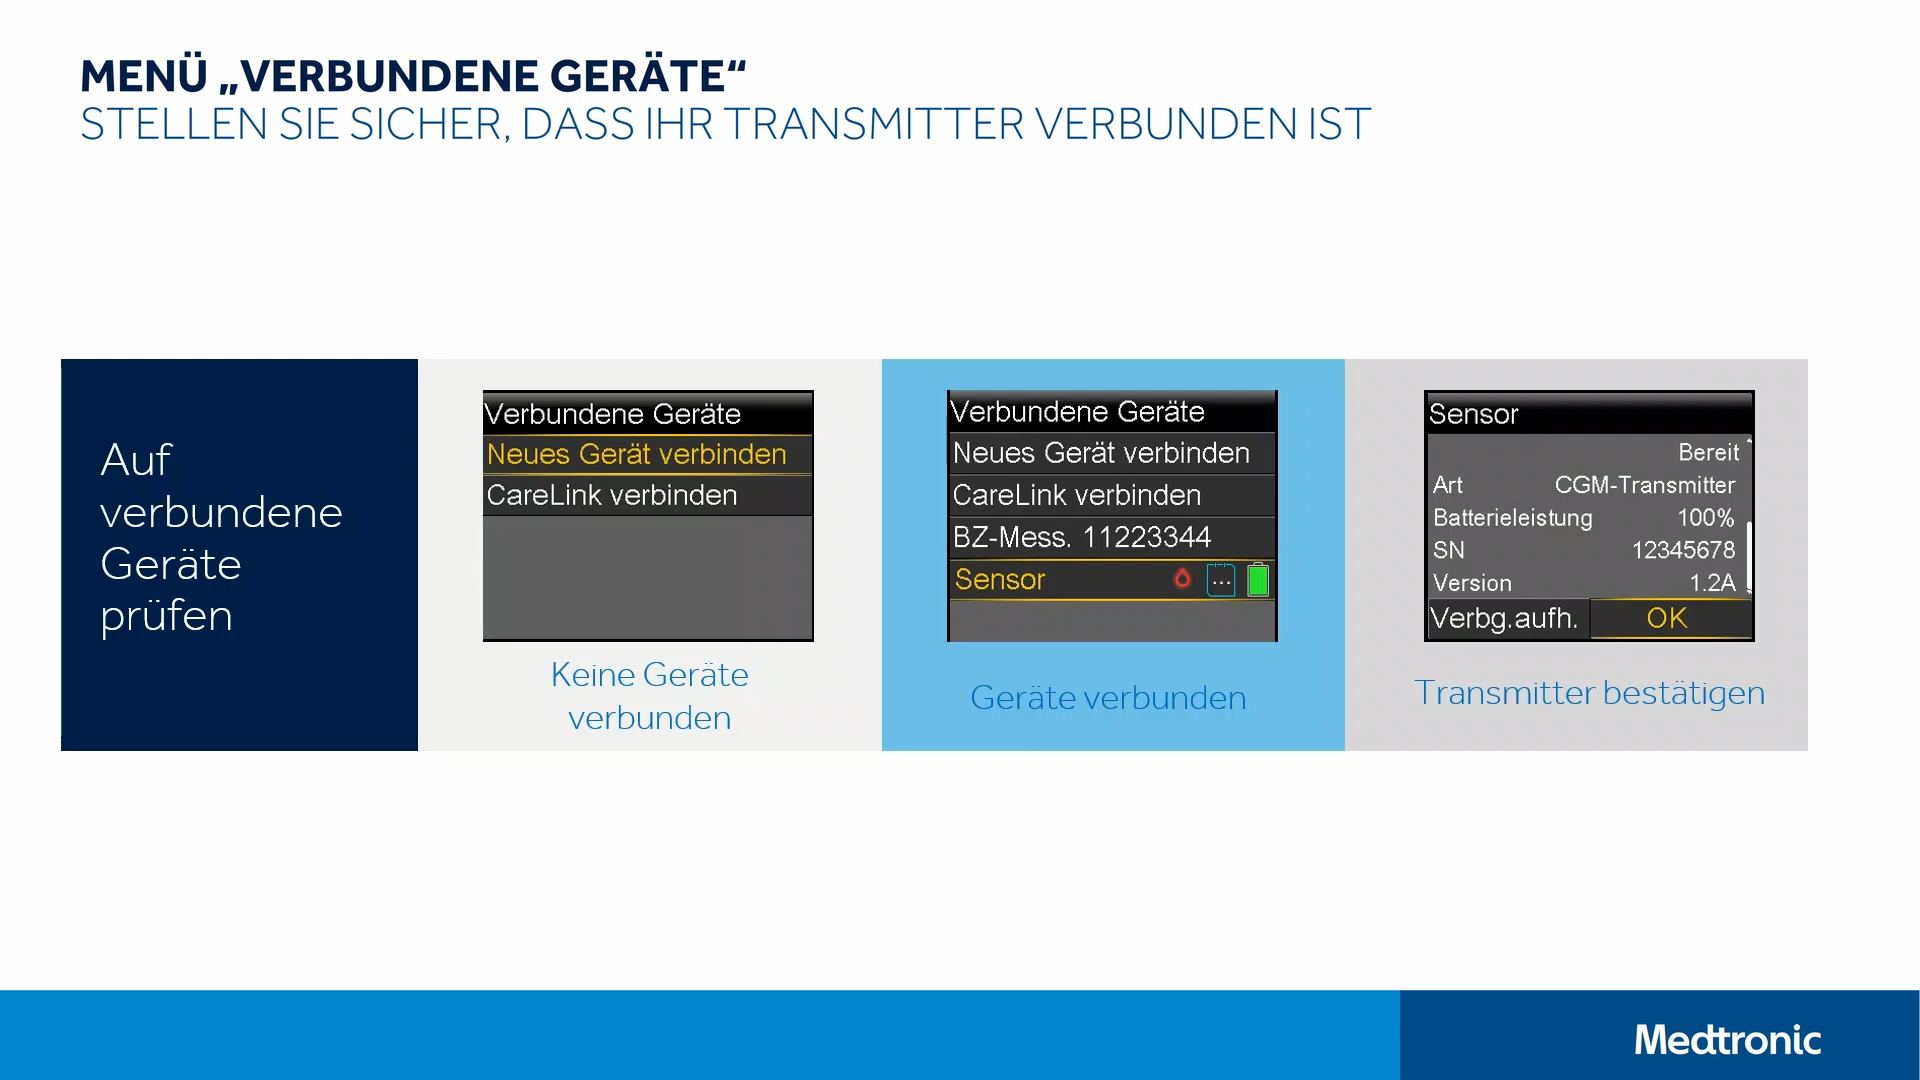 MENÜ „VERBUNDENE GERÄTE“
STELLEN SIE SICHER, DASS IHR TRANSMITTER VERBUNDEN IST
Auf
verbundene
Geräte
prüfen
Verbundene Geräte
Neues Gerät verbinden
CareLink verbinden
Keine Geräte
verbunden
Verbundene Geräte
Neues Gerät verbinden
CareLink verbinden
BZ-Mess. 11223344
Sensor ...
Geräte verbunden
Sensor
Bereit
Art CGM-Transmitter
Batterieleistung 100%
SN 12345678
Version 1.2A
Verbg.aufh. OK
Transmitter bestätigen
Medtronic